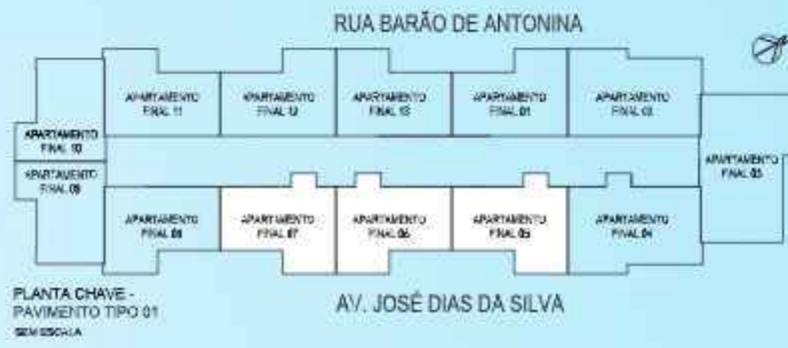 RUA BARÃO DE ANTONINA
APARTAMENTO
FINAL 11
APARTAMENTO
FINAL 12
APARTAMENTO
FINAL 13
APARTAMENTO
FINAL 01
APARTAMENTO
FINAL 02
APARTAMENTO
FINAL 10
APARTAMENTO
FINAL 09
APARTAMENTO
FINAL 03
APARTAMENTO
FINAL 08
APARTAMENTO
FINAL 07
APARTAMENTO
FINAL 06
APARTAMENTO
FINAL 05
APARTAMENTO
FINAL 04
PLANTA CHAVE -
PAVIMENTO TIPO 01
SEM ESCALA
AV. JOSÉ DIAS DA SILVA